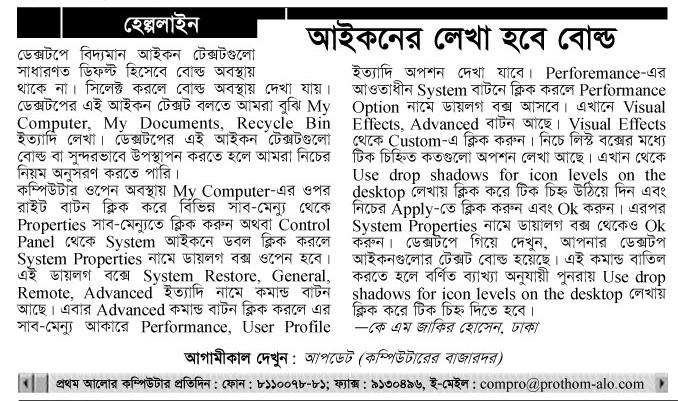 হেল্পলাইন
আইকনের লেখা হবে বোল্ড
ডেক্সটপে বিদ্যমান আইকন টেক্সটগুলো
সাধারণত ডিফল্ট হিসেবে বোল্ড অবস্থায়
থাকে না। সিলেক্ট করলে বোল্ড অবস্থায় দেখা যায়।
ডেক্সটপের এই আইকন টেক্সট বলতে আমরা বুঝি My
Computer, My Documents, Recycle Bin
ইত্যাদি লেখা। ডেক্সটপের এই আইকন টেক্সটগুলো
বোল্ড বা সুন্দরভাবে উপস্থাপন করতে হলে আমরা নিচের
নিয়ম অনুসরণ করতে পারি।
কম্পিউটার ওপেন অবস্থায় My Computer-এর ওপর
রাইট বাটন ক্লিক করে বিভিন্ন সাব-মেন্যু থেকে
Properties সাব-মেন্যুতে ক্লিক করুন অথবা Control
Panel থেকে System আইকনে ডবল ক্লিক করলে
System Properties নামে ডায়লগ বক্স ওপেন হবে।
এই ডায়লগ বক্সে System Restore, General,
Remote, Advanced ইত্যাদি নামে কমান্ড বাটন
আছে। এবার Advanced কমান্ড বাটন ক্লিক করলে এর
সাব-মেন্যু আকারে Performance, User Profile
ইত্যাদি অপশন দেখা যাবে। Perforemance-এর
আওতাধীন System বাটনে ক্লিক করলে Performance
Option নামে ডায়লগ বক্স আসবে। এখানে Visual
Effects, Advanced বাটন আছে। Visual Effects
থেকে Custom-এ ক্লিক করুন। নিচে লিস্ট বক্সের মধ্যে
টিক চিহ্নিত কতগুলো অপশন লেখা আছে। এখান থেকে
Use drop shadows for icon levels on the
desktop লেখায় ক্লিক করে টিক চিহ্ন উঠিয়ে দিন এবং
নিচের Apply-তে ক্লিক করুন এবং Ok করুন। এরপর
System Properties নামে ডায়ালগ বক্স থেকেও Ok
করুন। ডেক্সটপে গিয়ে দেখুন, আপনার ডেক্সটপ
আইকনগুলোর টেক্সট বোল্ড হয়েছে। এই কমান্ড বাতিল
করতে হলে বর্ণিত ব্যাখ্যা অনুযায়ী পুনরায় Use drop
shadows for icon levels on the desktop লেখায়
ক্লিক করে টিক চিহ্ন দিতে হবে।
—কে এম জাকির হোসেন, ঢাকা
আগামীকাল দেখুন : আপডেট (কম্পিউটারের বাজারদর)
প্রথম আলোর কম্পিউটার প্রতিদিন : ফোন : ৮১১০০৭৮-৮১; ফ্যাক্স : ৯১৩০৪৯৬, ই-মেইল : compro@prothom-alo.com